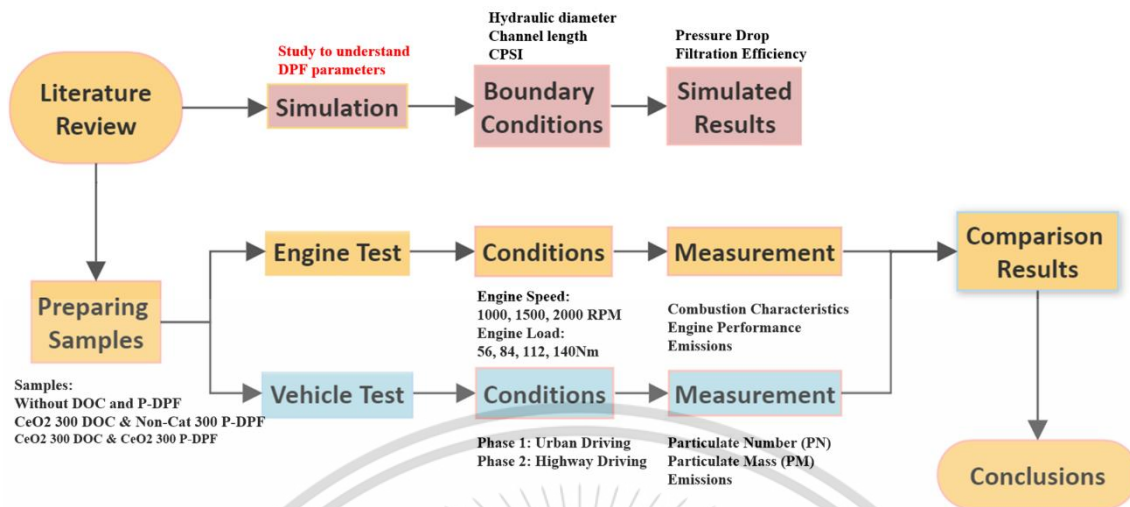 Literature
Review
Study to understand
DPF parameters
Simulation
Hydraulic diameter
Channel length
CPSI
Boundary
Conditions
Pressure Drop
Filtration Efficiency
Simulated
Results
Preparing
Samples
Samples:
Without DOC and P-DPF
CeO2 300 DOC & Non-Cat 300 P-DPF
CeO2 300 DOC & CeO2 300 P-DPF
Engine Test
Conditions
Engine Speed:
1000, 1500, 2000 RPM
Engine Load:
56, 84, 112, 140Nm
Measurement
Combustion Characteristics
Engine Performance
Emissions
Vehicle Test
Conditions
Phase 1: Urban Driving
Phase 2: Highway Driving
Measurement
Particulate Number (PN)
Particulate Mass (PM)
Emissions
Comparison
Results
Conclusions